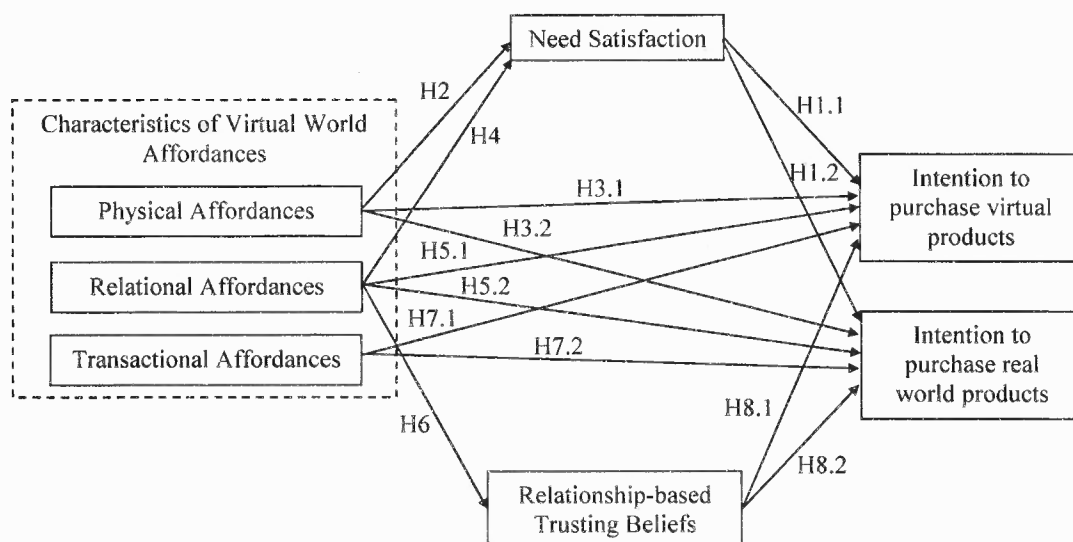 Need Satisfaction
H2
H1.1
Characteristics of Virtual World
Affordances
H4
H1.2
Physical Affordances
H3.1
Intention to
purchase virtual
products
H3.2
H5.1
Relational Affordances
H5.2
H7.1
Transactional Affordances
H7.2
Intention to
purchase real
world products
H6
H8.1
H8.2
Relationship-based
Trusting Beliefs